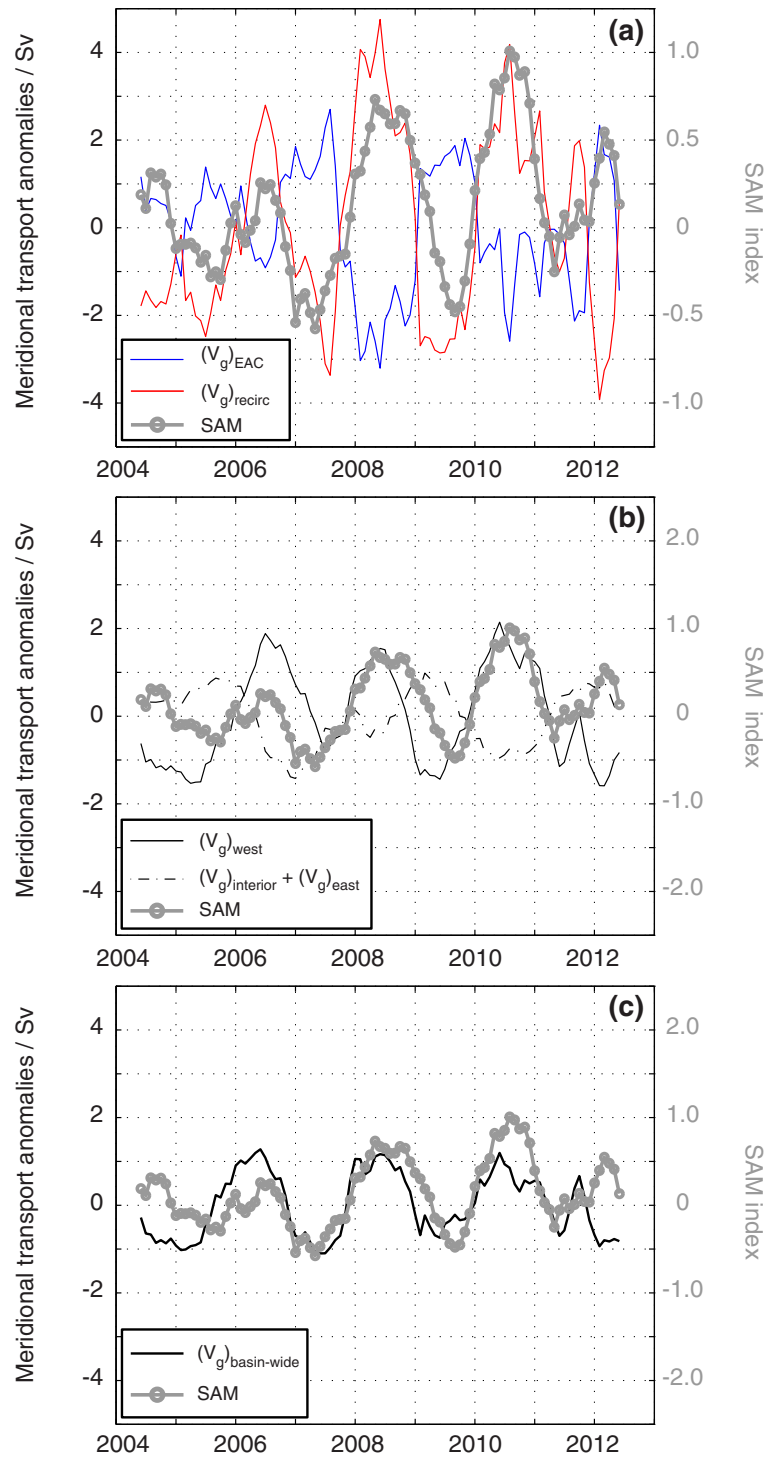 (a)
Meridional transport anomalies / Sv
4
2
0
-2
-4
1.0
0.5
0
-0.5
-1.0
SAM index
(V_g)_EAC
(V_g)_recirc
SAM
2004 2006 2008 2010 2012
(b)
Meridional transport anomalies / Sv
4
2
0
-2
-4
2.0
1.0
0
-1.0
-2.0
SAM index
(V_g)_west
(V_g)_interior + (V_g)_east
SAM
2004 2006 2008 2010 2012
(c)
Meridional transport anomalies / Sv
4
2
0
-2
-4
2.0
1.0
0
-1.0
-2.0
SAM index
(V_g)_basin-wide
SAM
2004 2006 2008 2010 2012